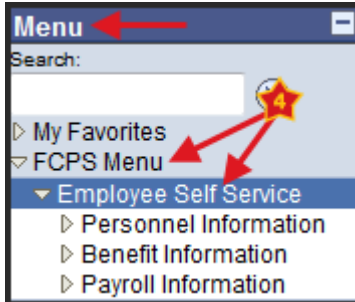 Menu
Search:
4
My Favorites
FCPS Menu
Employee Self Service
Personnel Information
Benefit Information
Payroll Information